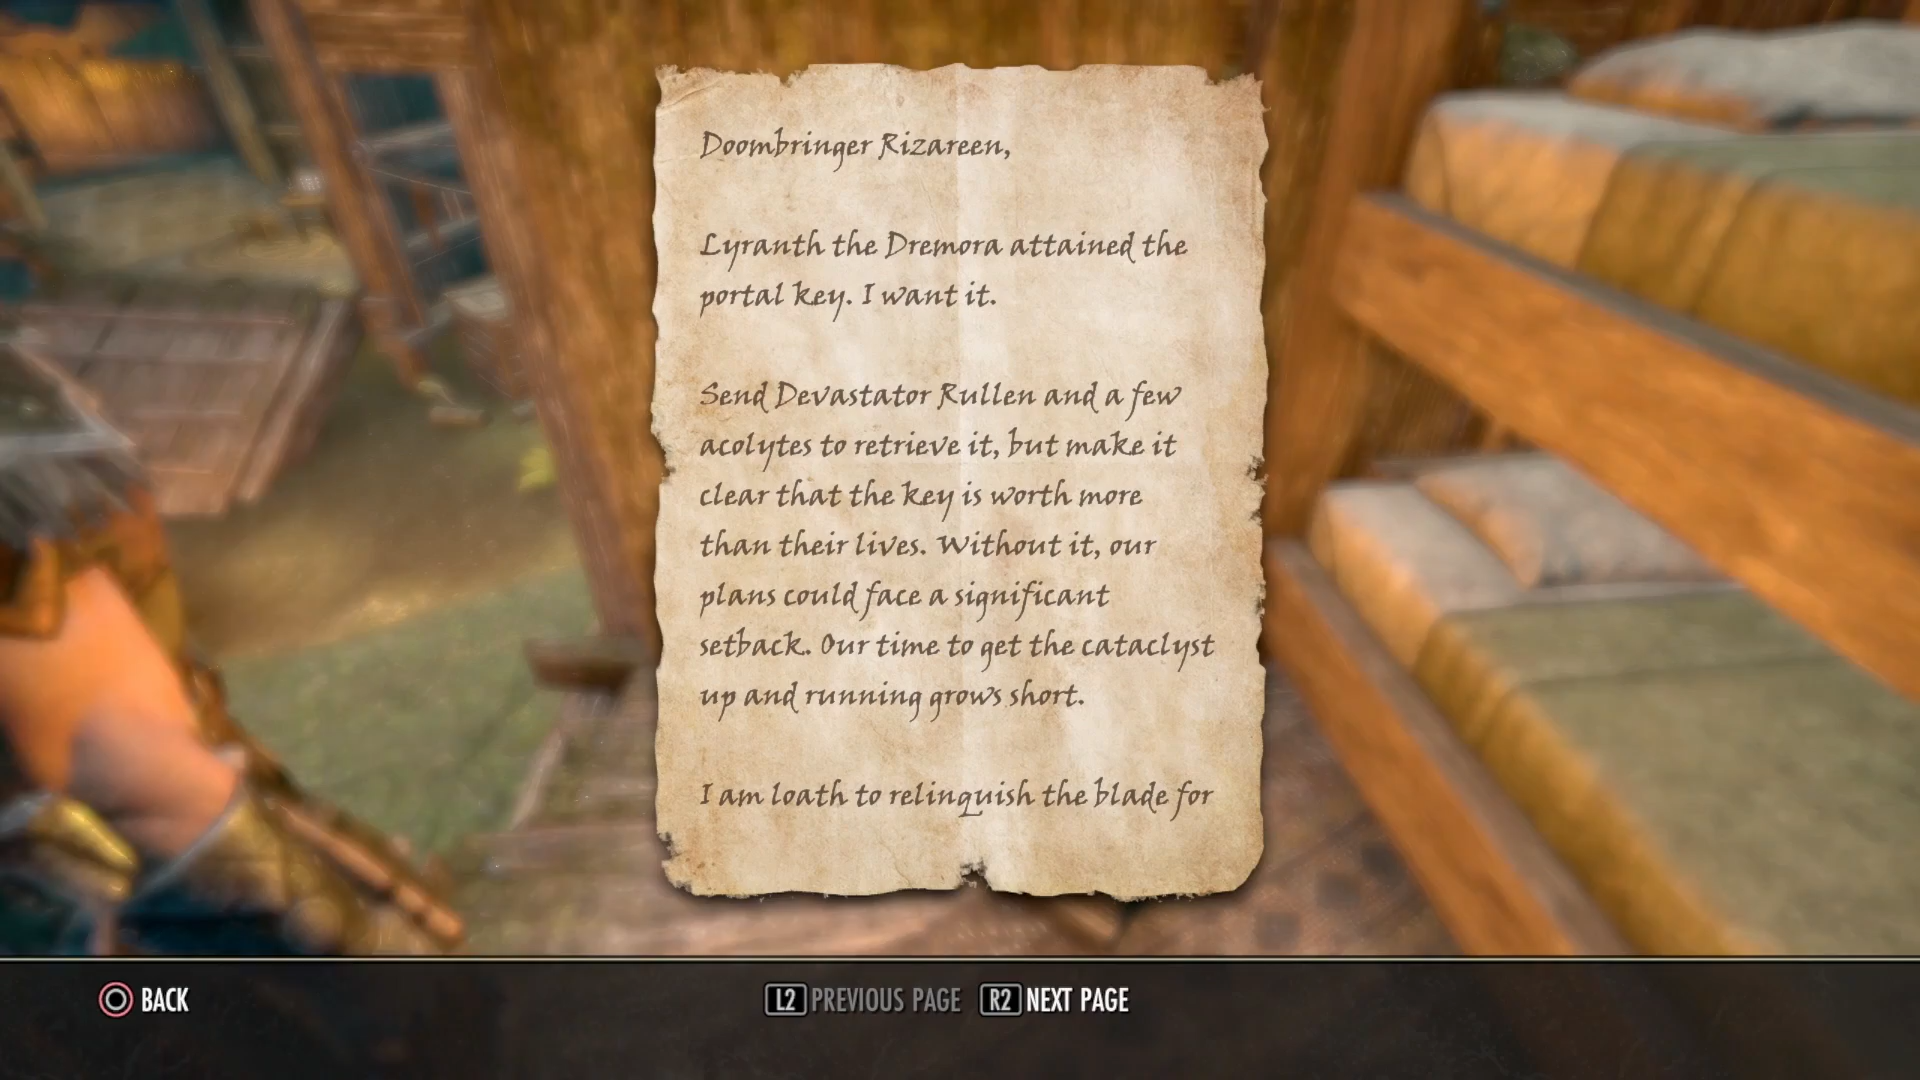 Doombringer Rizareen,
Lyranth the Dremora attained the
portal key. I want it.
Send Devastator Rullen and a few
acolytes to retrieve it, but make it
clear that the key is worth more
than their lives. Without it, our
plans could face a significant
setback. Our time to get the cataclyst
up and running grows short.
I am loath to relinquish the blade for
BACK
L2 PREVIOUS PAGE R2 NEXT PAGE